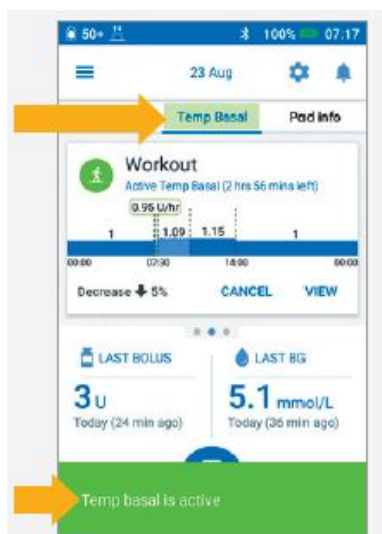 50+ 100% 07:17
23 Aug
Temp Basal Pod info
Workout
Active Temp Basal (2 hrs 56 mins left)
0.95 U/hr
1 1.09 1.15 1
00:00 07:30 14:00 00:00
Decrease 5% CANCEL VIEW
LAST BOLUS LAST BG
3 U 5.1 mmol/L
Today (24 min ago) Today (36 min ago)
Temp basal is active